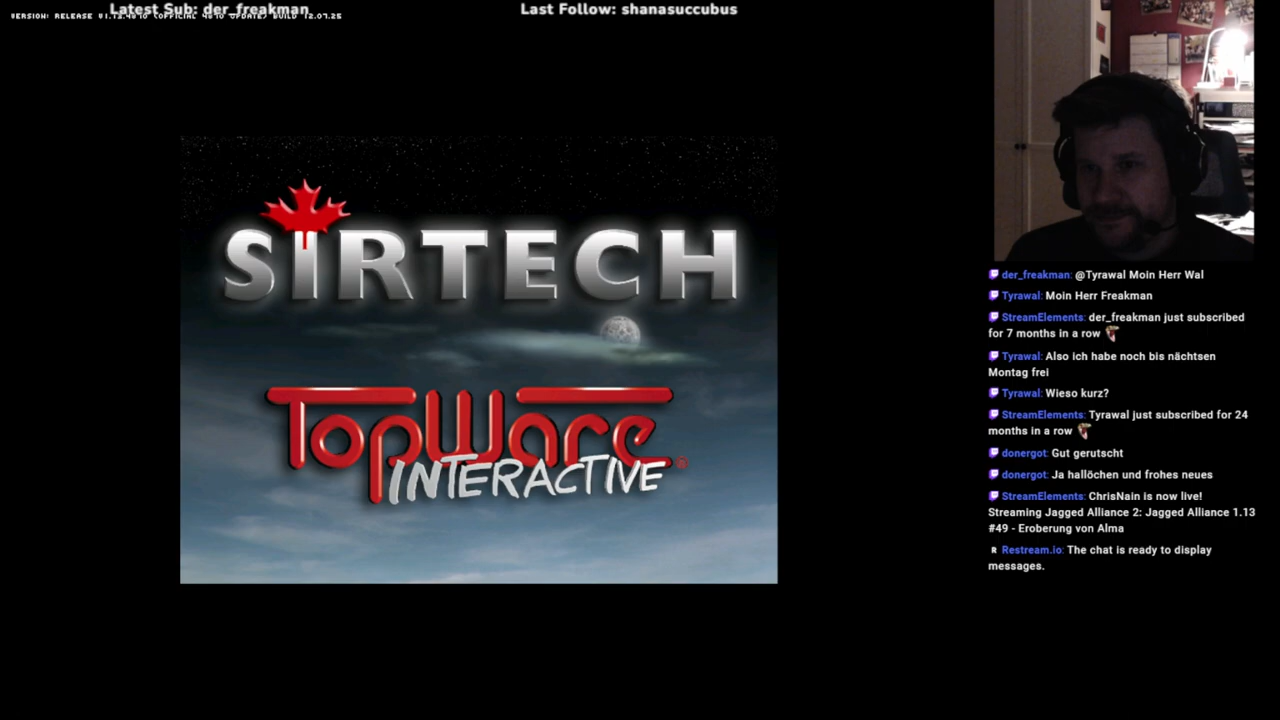 Latest Sub: der_freakman
Last Follow: shanasuccubus
VERSION: RELEASE
SIRTECH
TopWare
INTERACTIVE
der_freakman: @Tyrawal Moin Herr Wal
Tyrawal: Moin Herr Freakman
StreamElements: der_freakman just subscribed
for 7 months in a row
Tyrawal: Also ich habe noch bis nächtsen
Montag frei
Tyrawal: Wieso kurz?
StreamElements: Tyrawal just subscribed for 24
months in a row
donergot: Gut gerutscht
donergot: Ja hallöchen und frohes neues
StreamElements: ChrisNain is now live!
Streaming Jagged Alliance 2: Jagged Alliance 1.13
#49 - Eroberung von Alma
R Restream.io: The chat is ready to display
messages.